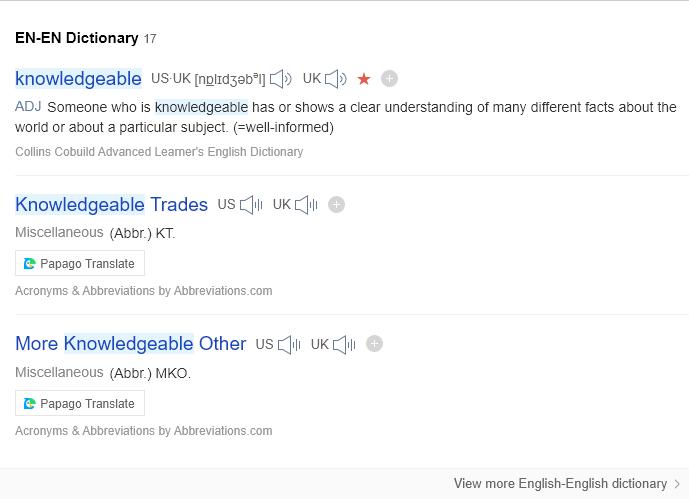 EN-EN Dictionary 17
knowledgeable US·UK [nɒlɪdʒəbᵊl] UK
ADJ Someone who is knowledgeable has or shows a clear understanding of many different facts about the
world or about a particular subject. (=well-informed)
Collins Cobuild Advanced Learner's English Dictionary
Knowledgeable Trades US UK
Miscellaneous (Abbr.) KT.
Papago Translate
Acronyms & Abbreviations by Abbreviations.com
More Knowledgeable Other US UK
Miscellaneous (Abbr.) MKO.
Papago Translate
Acronyms & Abbreviations by Abbreviations.com
View more English-English dictionary